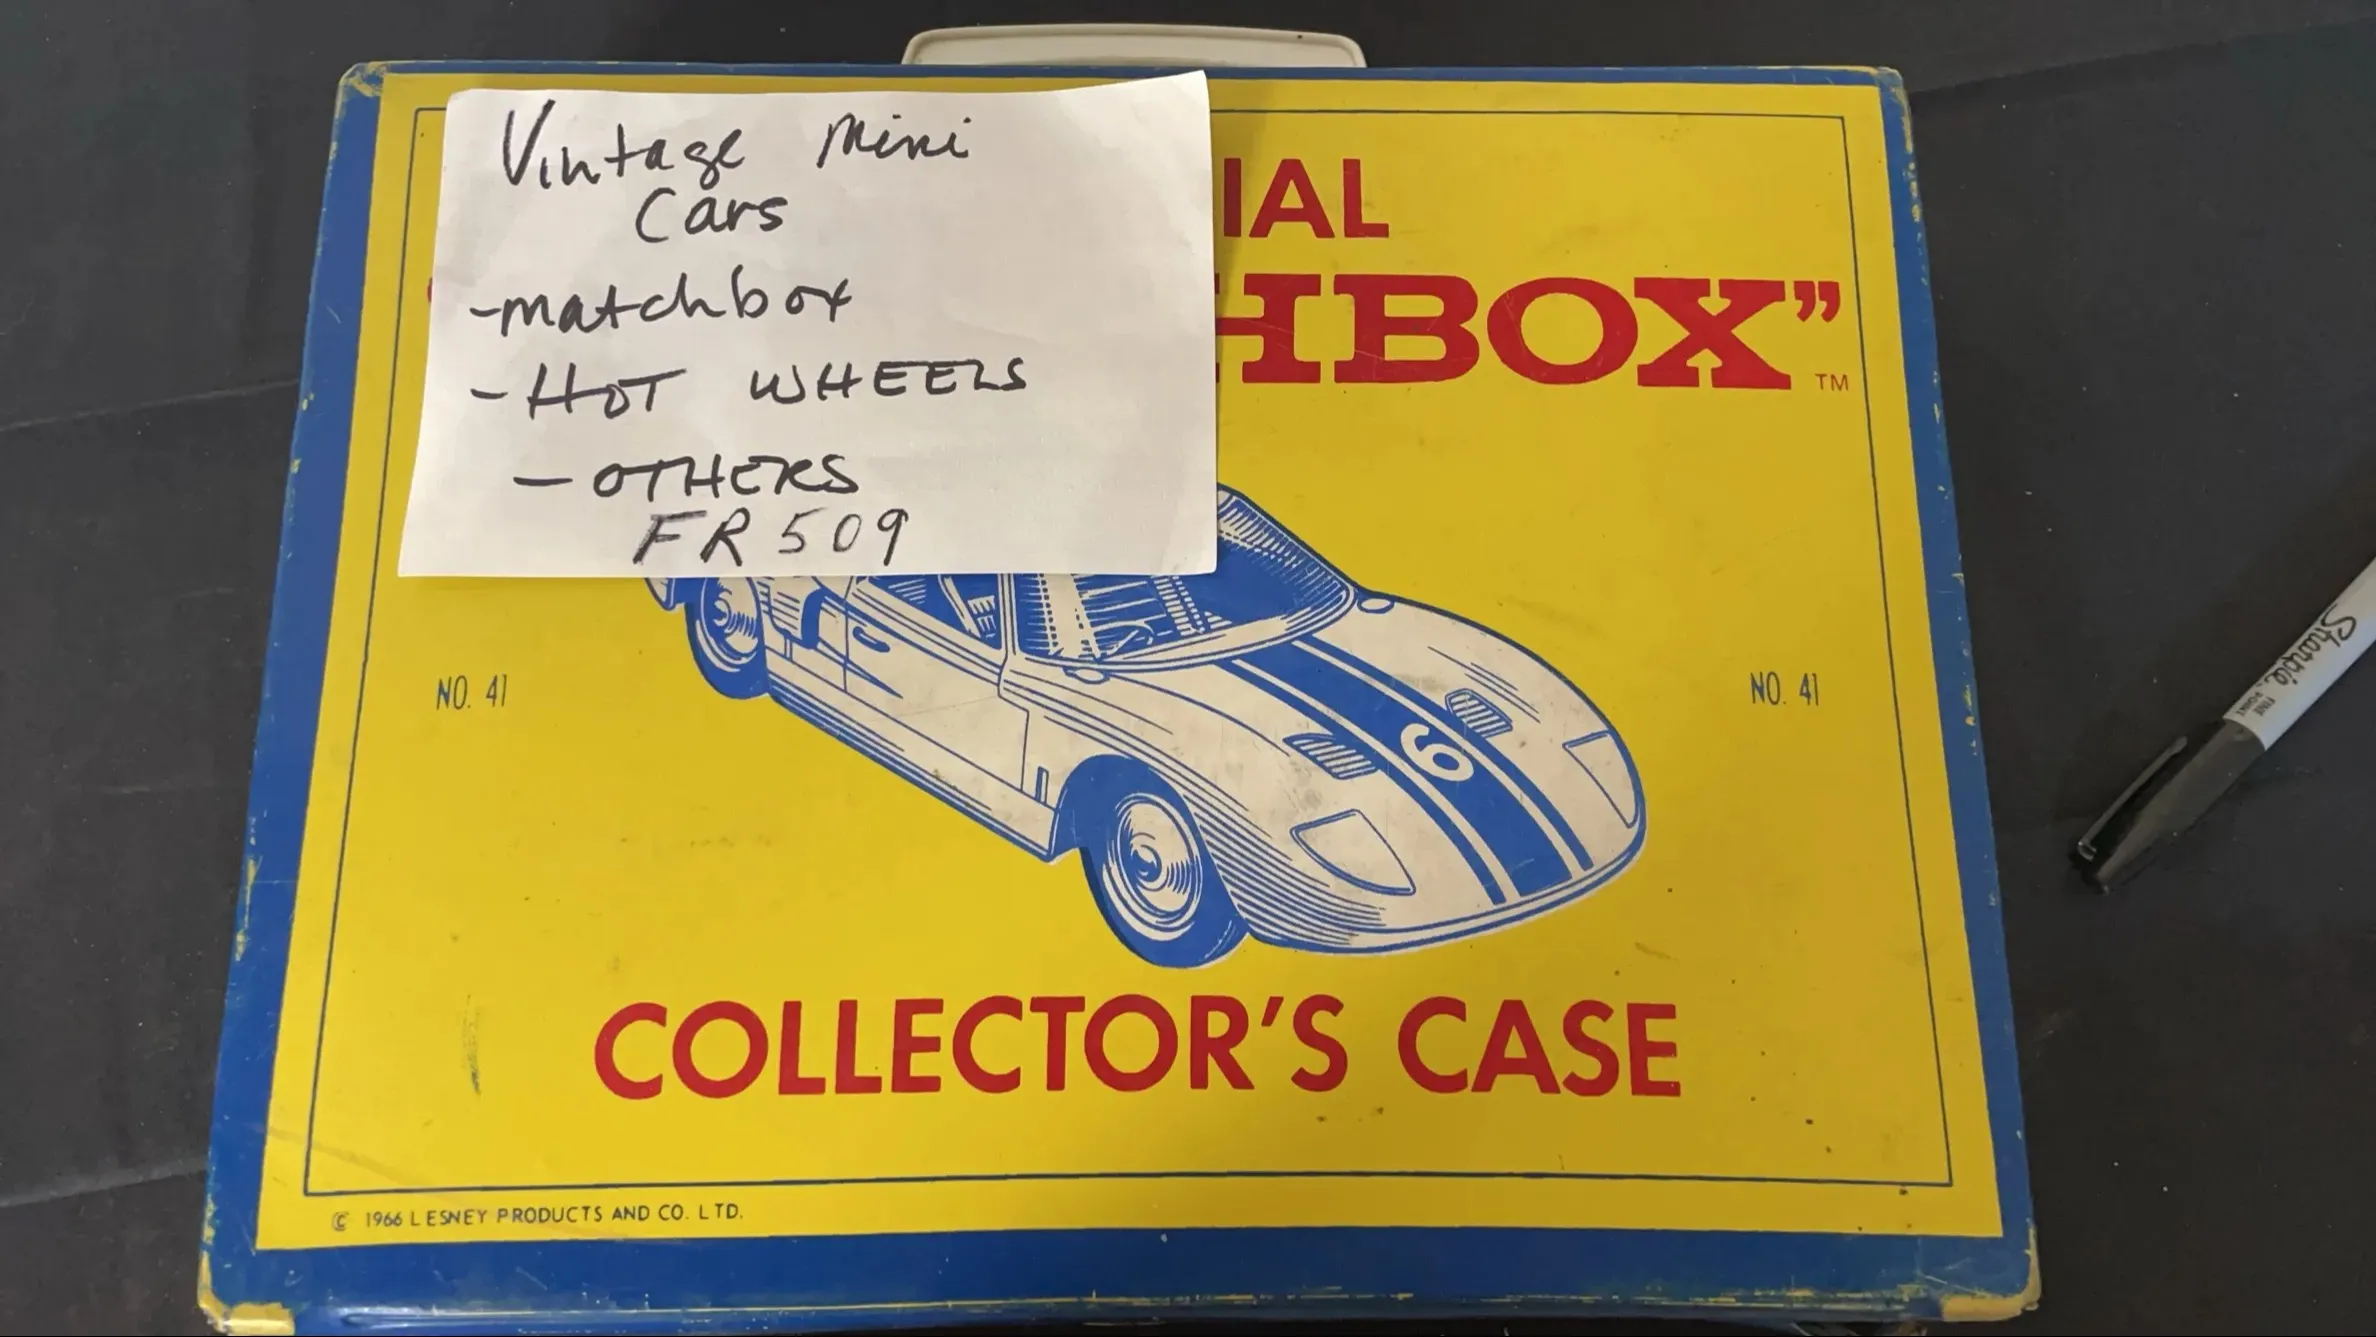 Vintage Mini
Cars
-matchbox
-HOT WHEELS
-OTHERS
FR509
IAL
HBOX”
TM
NO. 41
NO. 41
6
COLLECTOR'S CASE
© 1966 LESNEY PRODUCTS AND CO. LTD.
Sharpie
FINE POINT